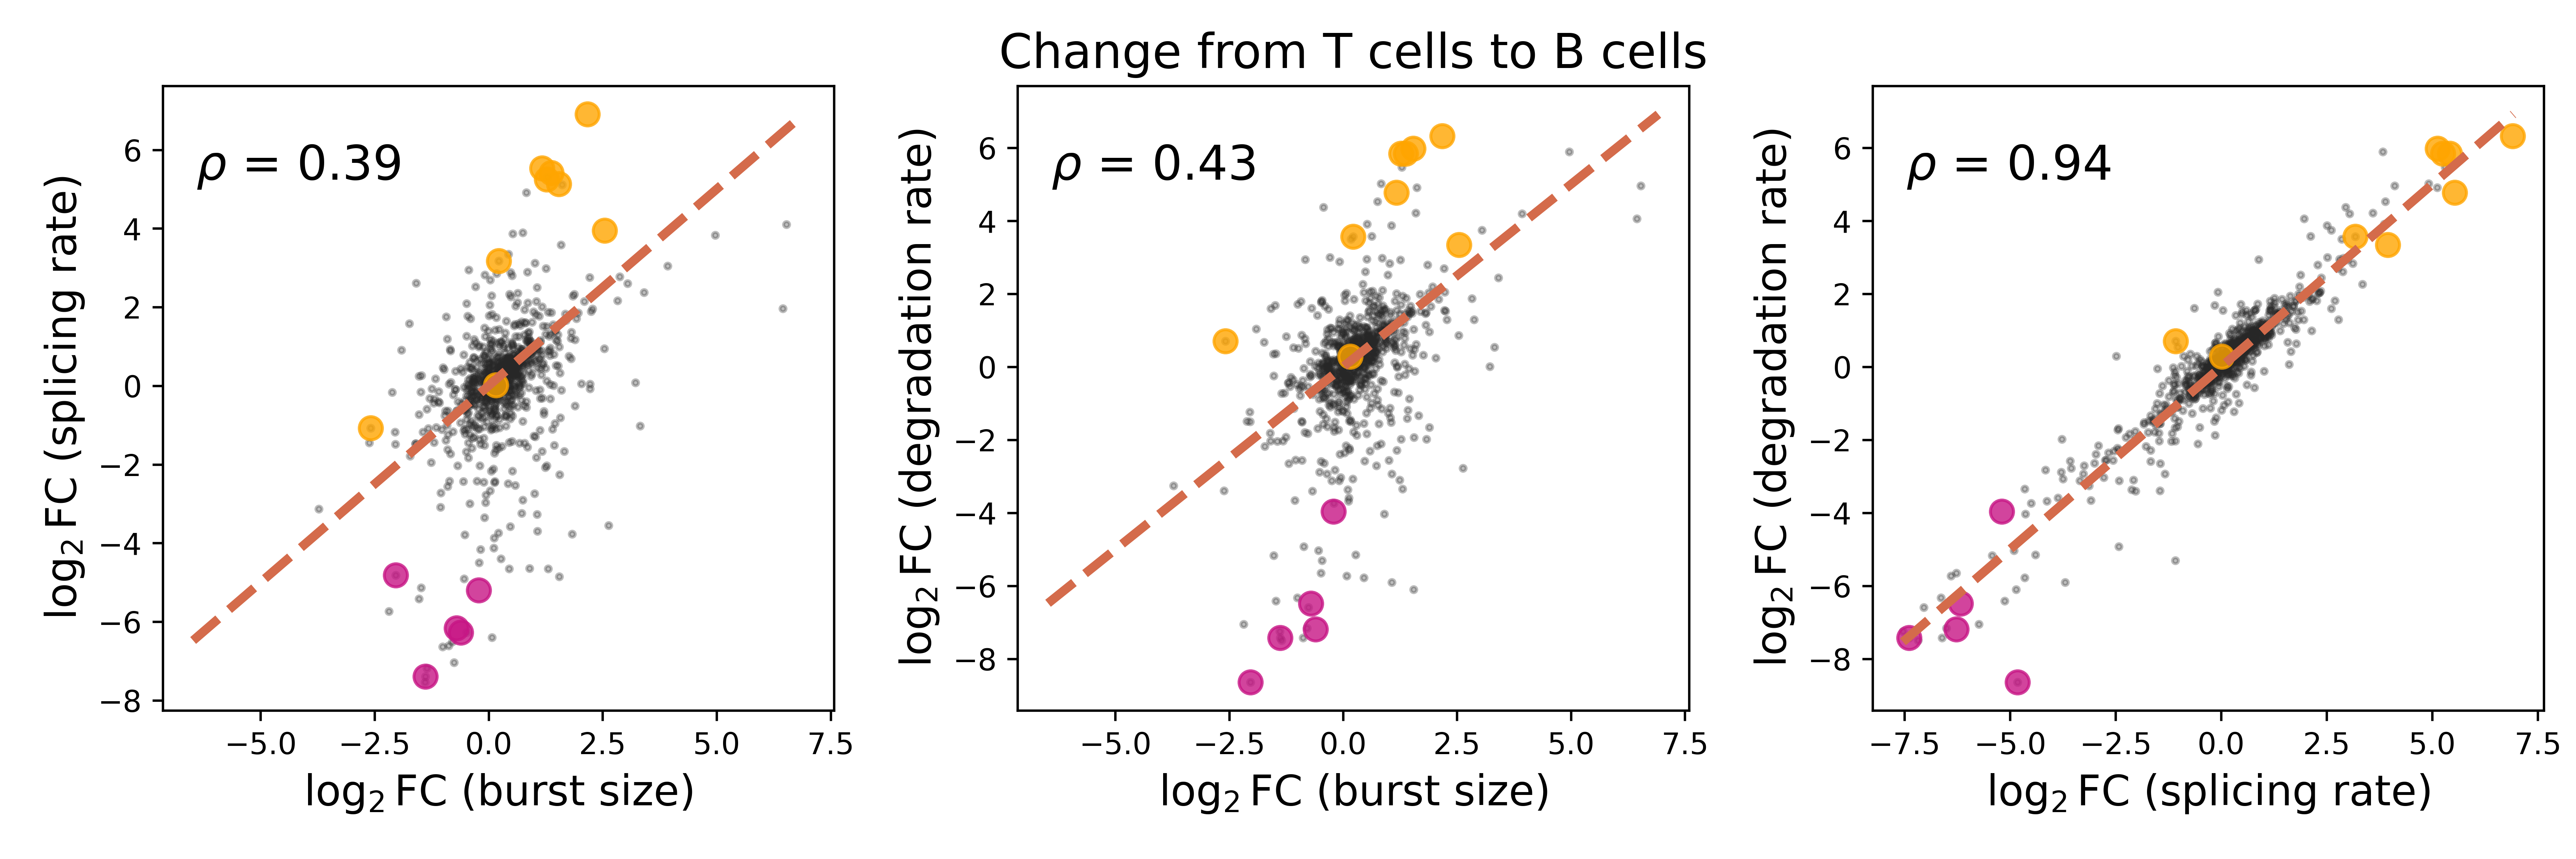 Change from T cells to B cells
ρ = 0.39
log₂ FC (splicing rate)
6
4
2
0
−2
−4
−6
−8
−5.0 −2.5 0.0 2.5 5.0 7.5
log₂ FC (burst size)
ρ = 0.43
log₂ FC (degradation rate)
6
4
2
0
−2
−4
−6
−8
−5.0 −2.5 0.0 2.5 5.0 7.5
log₂ FC (burst size)
ρ = 0.94
log₂ FC (degradation rate)
6
4
2
0
−2
−4
−6
−8
−7.5 −5.0 −2.5 0.0 2.5 5.0 7.5
log₂ FC (splicing rate)